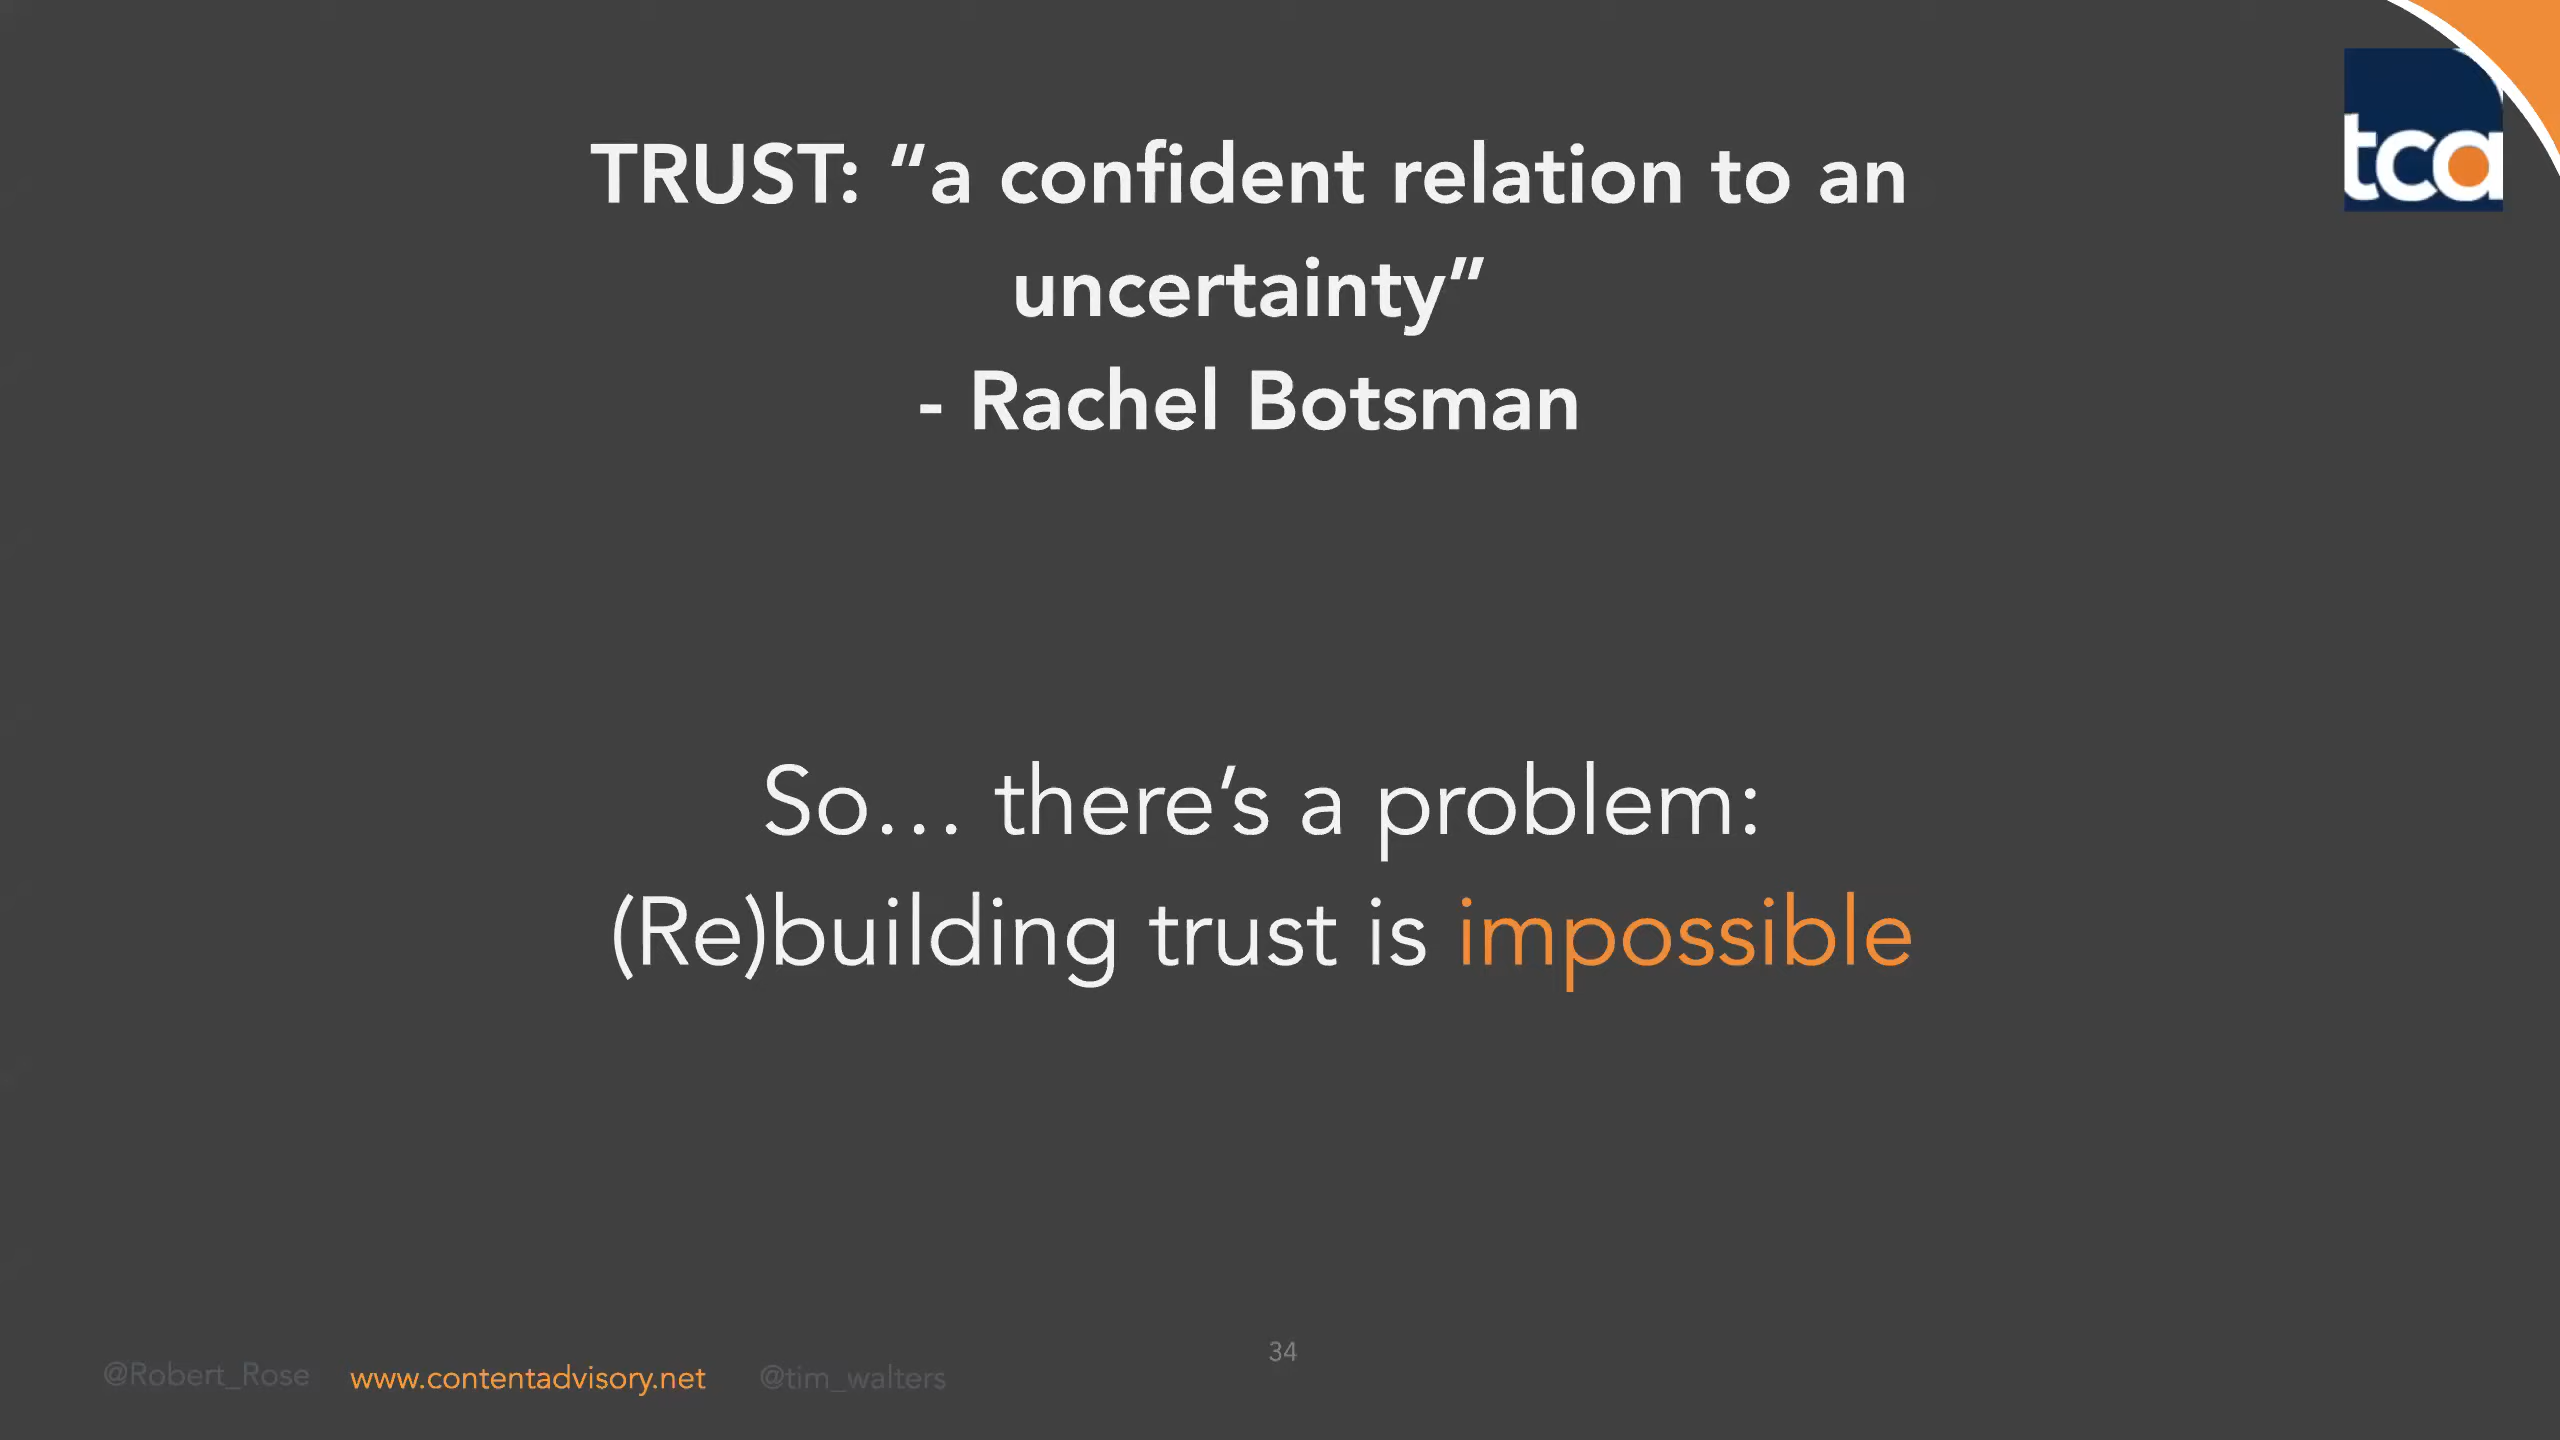 TRUST: “a confident relation to an
uncertainty”
- Rachel Botsman
tca
So… there’s a problem:
(Re)building trust is impossible
34
@Robert_Rose www.contentadvisory.net @tim_walters